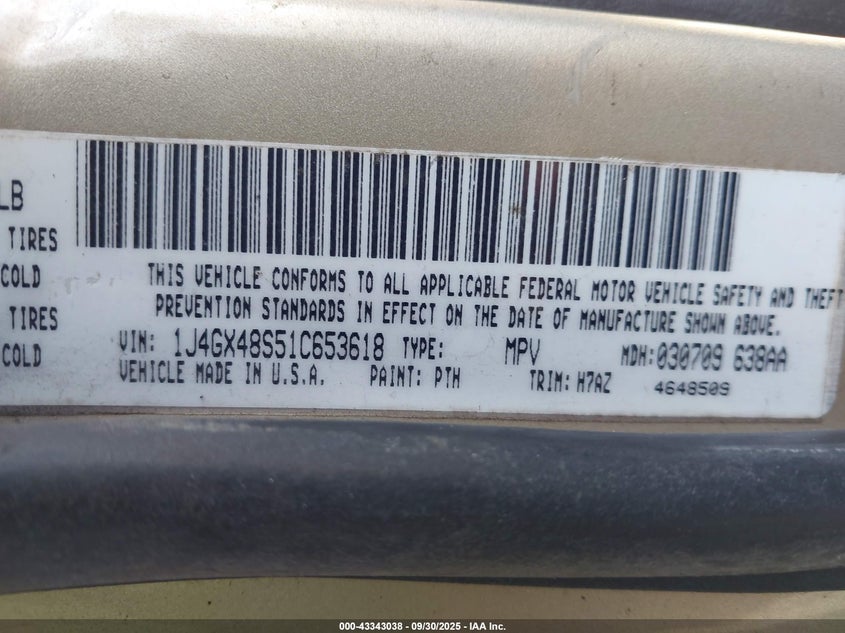 LB
TIRES
COLD
TIRES
COLD
THIS VEHICLE CONFORMS TO ALL APPLICABLE FEDERAL MOTOR VEHICLE SAFETY AND THEFT
PREVENTION STANDARDS IN EFFECT ON THE DATE OF MANUFACTURE SHOWN ABOVE.
VIN: 1J4GX48S51C653618 TYPE: MPV MDH:030709 638AA
VEHICLE MADE IN U.S.A. PAINT: PTH TRIM: H7AZ 4648509
000-43343038 - 09/30/2025 - IAA Inc.